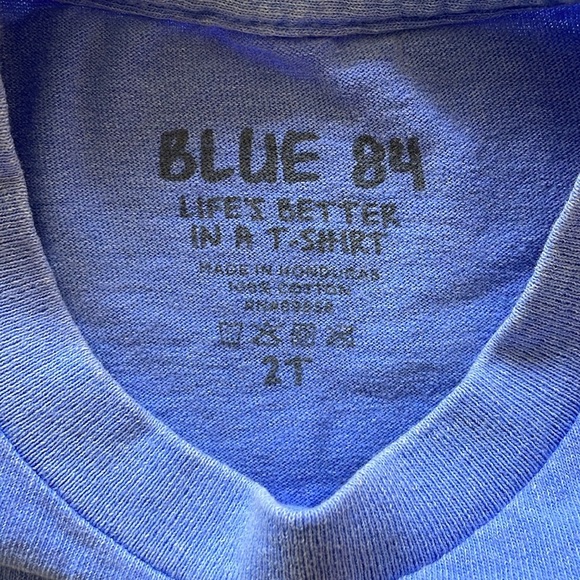 BLUE 84
LIFE'S BETTER
IN A T-SHIRT
MADE IN HONDURAS
100% COTTON
2T